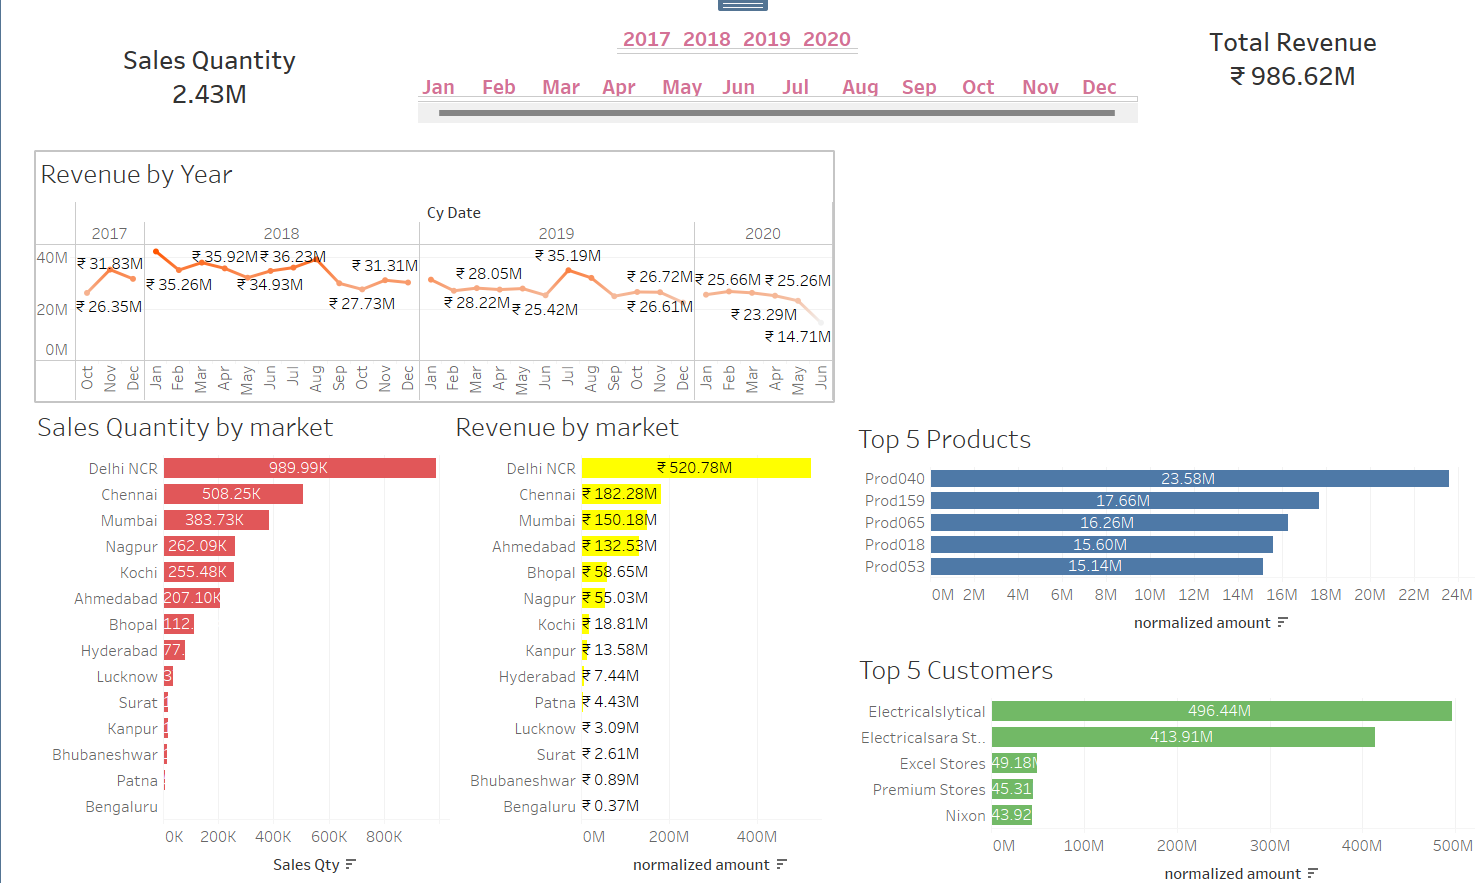 Sales Quantity
2.43M
2017 2018 2019 2020
Jan Feb Mar Apr May Jun Jul Aug Sep Oct Nov Dec
Total Revenue
₹ 986.62M
Revenue by Year
Cy Date
2017 2018 2019 2020
40M
20M
0M
₹ 31.83M
₹ 26.35M
₹ 35.26M
₹ 35.92M
₹ 34.93M
₹ 36.23M
₹ 27.73M
₹ 31.31M
₹ 28.22M
₹ 28.05M
₹ 25.42M
₹ 35.19M
₹ 26.72M
₹ 26.61M
₹ 25.66M
₹ 23.29M
₹ 25.26M
₹ 14.71M
Oct Nov Dec Jan Feb Mar Apr May Jun Jul Aug Sep Oct Nov Dec Jan Feb Mar Apr May Jun Jul Aug Sep Oct Nov Dec Jan Feb Mar Apr May Jun
Sales Quantity by market
Delhi NCR 989.99K
Chennai 508.25K
Mumbai 383.73K
Nagpur 262.09K
Kochi 255.48K
Ahmedabad 207.10K
Bhopal 112.
Hyderabad 77.
Lucknow 3
Surat
Kanpur
Bhubaneshwar
Patna
Bengaluru
0K 200K 400K 600K 800K
Sales Qty
Revenue by market
Delhi NCR ₹ 520.78M
Chennai ₹ 182.28M
Mumbai ₹ 150.18M
Ahmedabad ₹ 132.53M
Bhopal ₹ 58.65M
Nagpur ₹ 55.03M
Kochi ₹ 18.81M
Kanpur ₹ 13.58M
Hyderabad ₹ 7.44M
Patna ₹ 4.43M
Lucknow ₹ 3.09M
Surat ₹ 2.61M
Bhubaneshwar ₹ 0.89M
Bengaluru ₹ 0.37M
0M 200M 400M
normalized amount
Top 5 Products
Prod040 23.58M
Prod159 17.66M
Prod065 16.26M
Prod018 15.60M
Prod053 15.14M
0M 2M 4M 6M 8M 10M 12M 14M 16M 18M 20M 22M 24M
normalized amount
Top 5 Customers
Electricalslytical 496.44M
Electricalsara St.. 413.91M
Excel Stores 49.18M
Premium Stores 45.31
Nixon 43.92
0M 100M 200M 300M 400M 500M
normalized amount